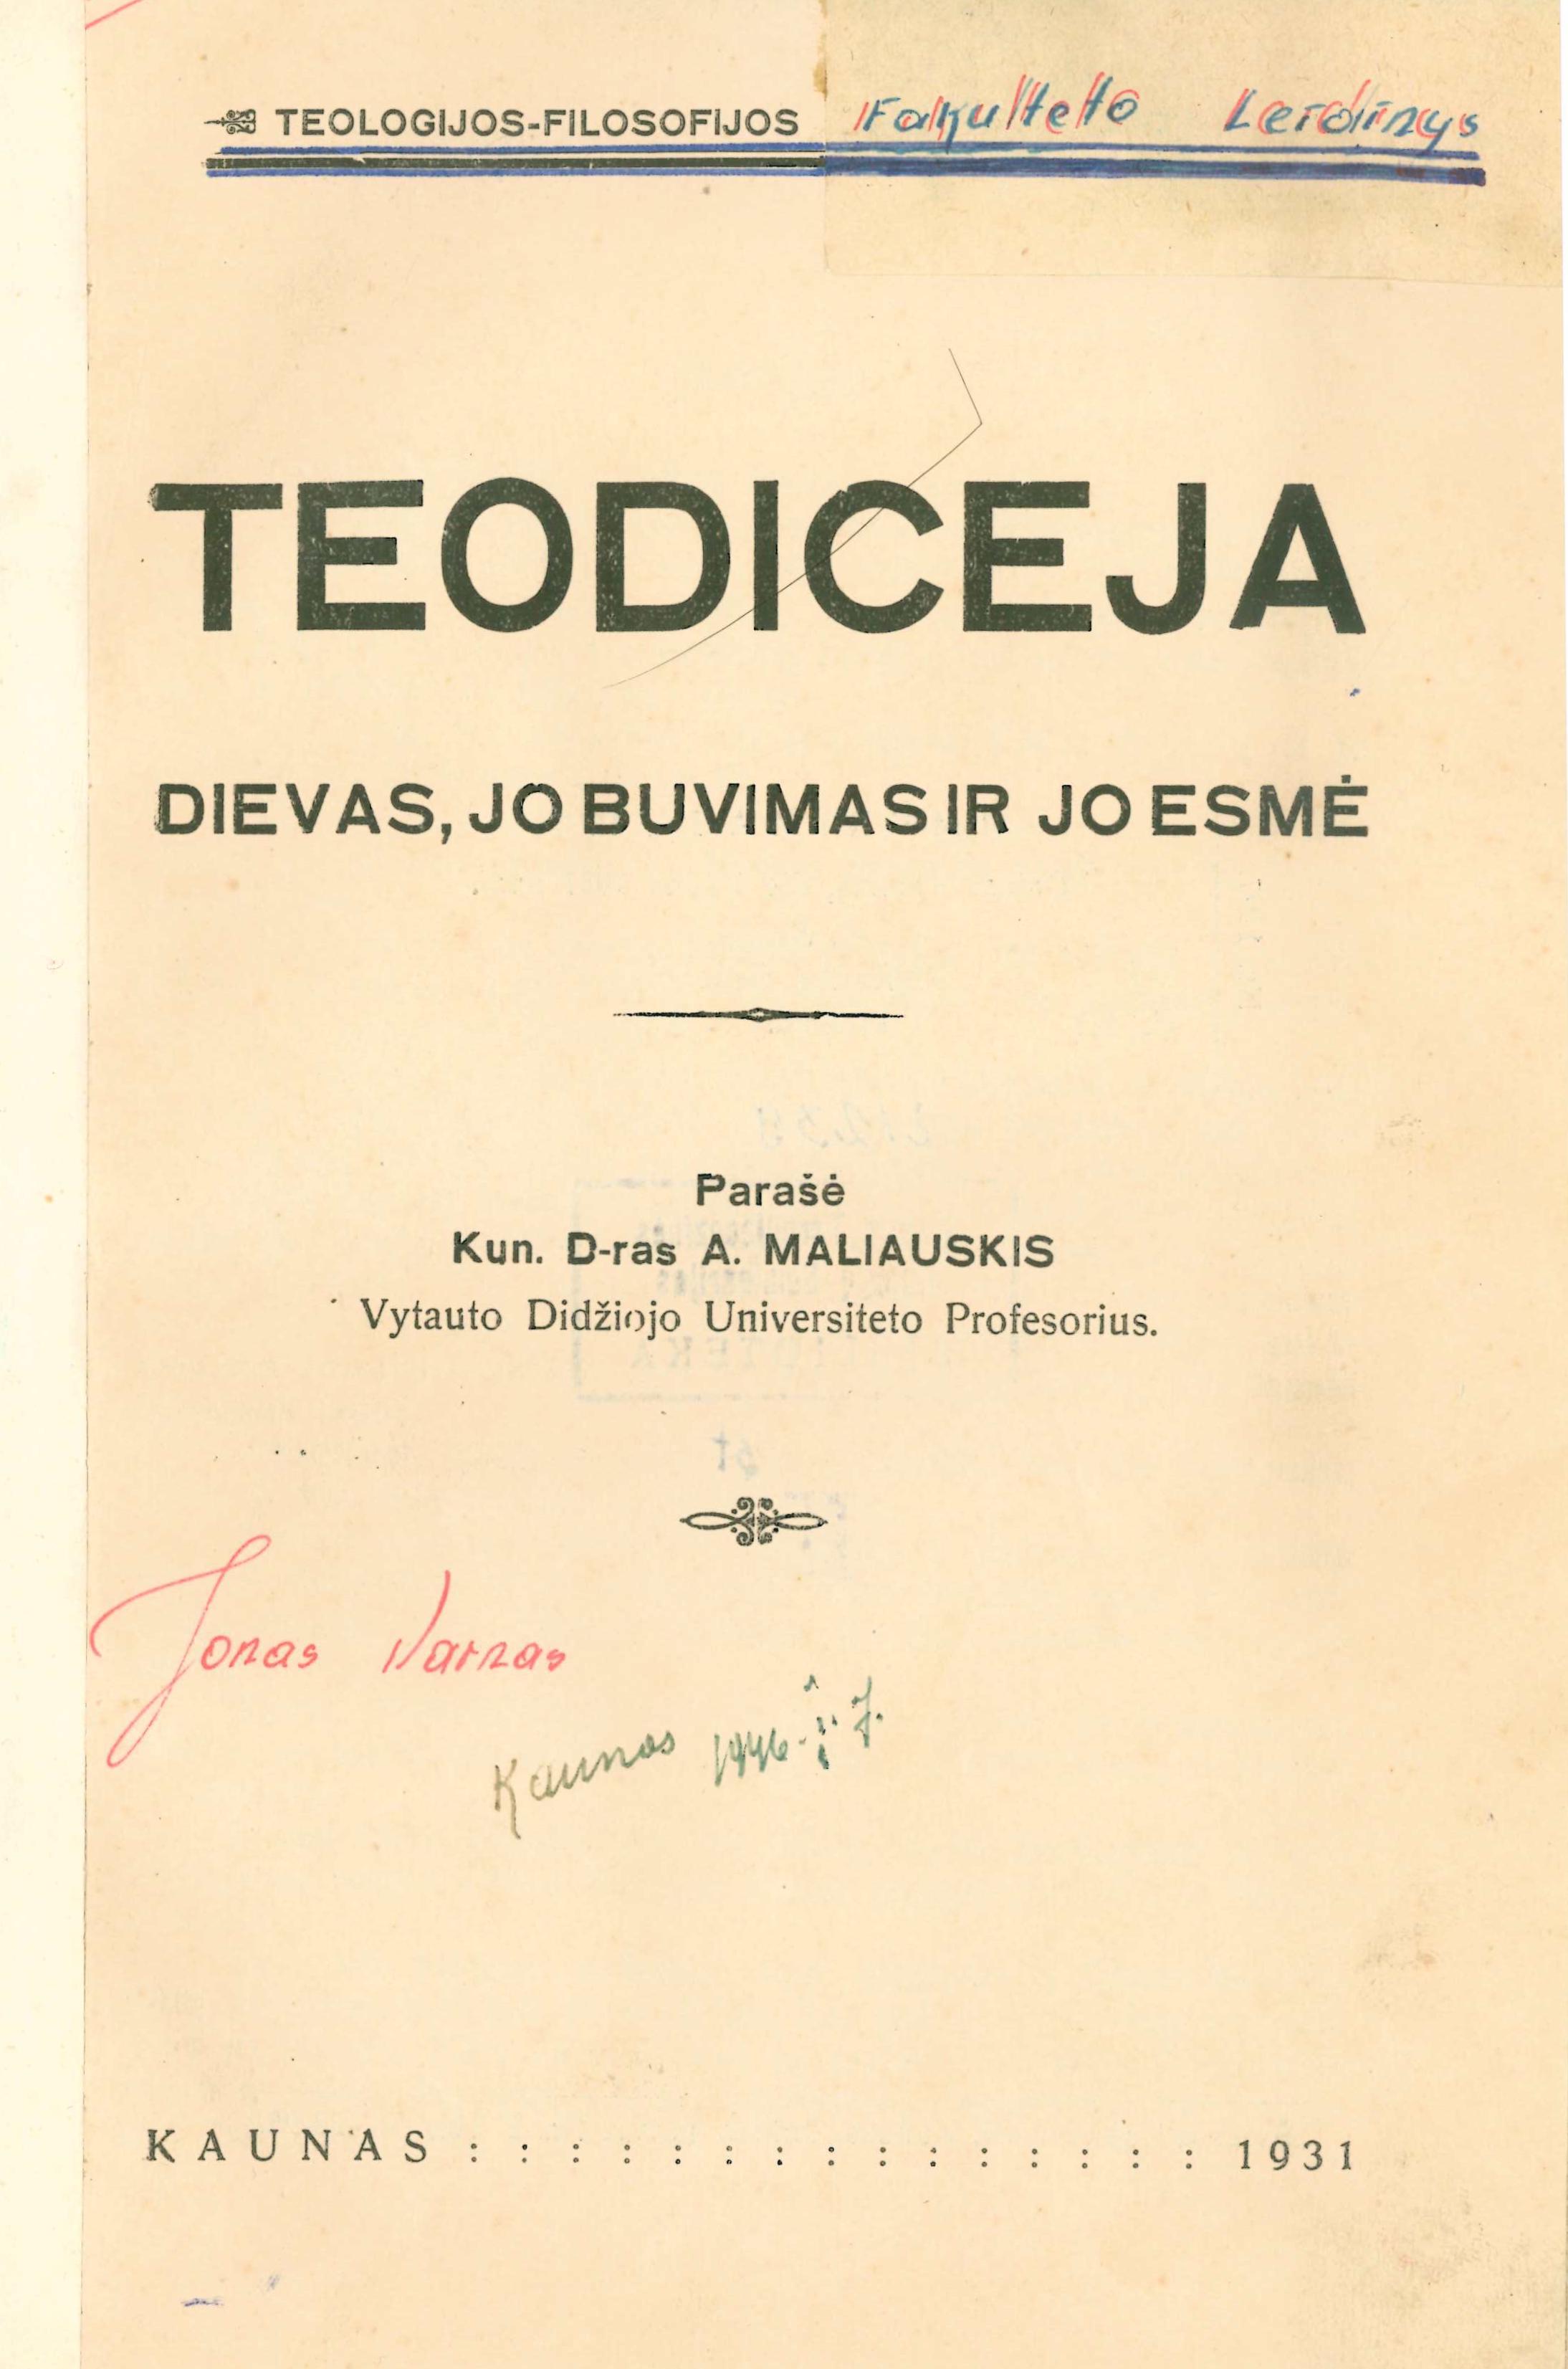 TEOLOGIJOS-FILOSOFIJOS Fakulteto Leidinys
TEODICEJA
DIEVAS, JO BUVIMAS IR JO ESMĖ
Parašė
Kun. D-ras A. MALIAUSKIS
Vytauto Didžiojo Universiteto Profesorius.
Jonas Varnas
Kaunas 1946-
KAUNAS : : : : : : : : : : : : : : : 1931